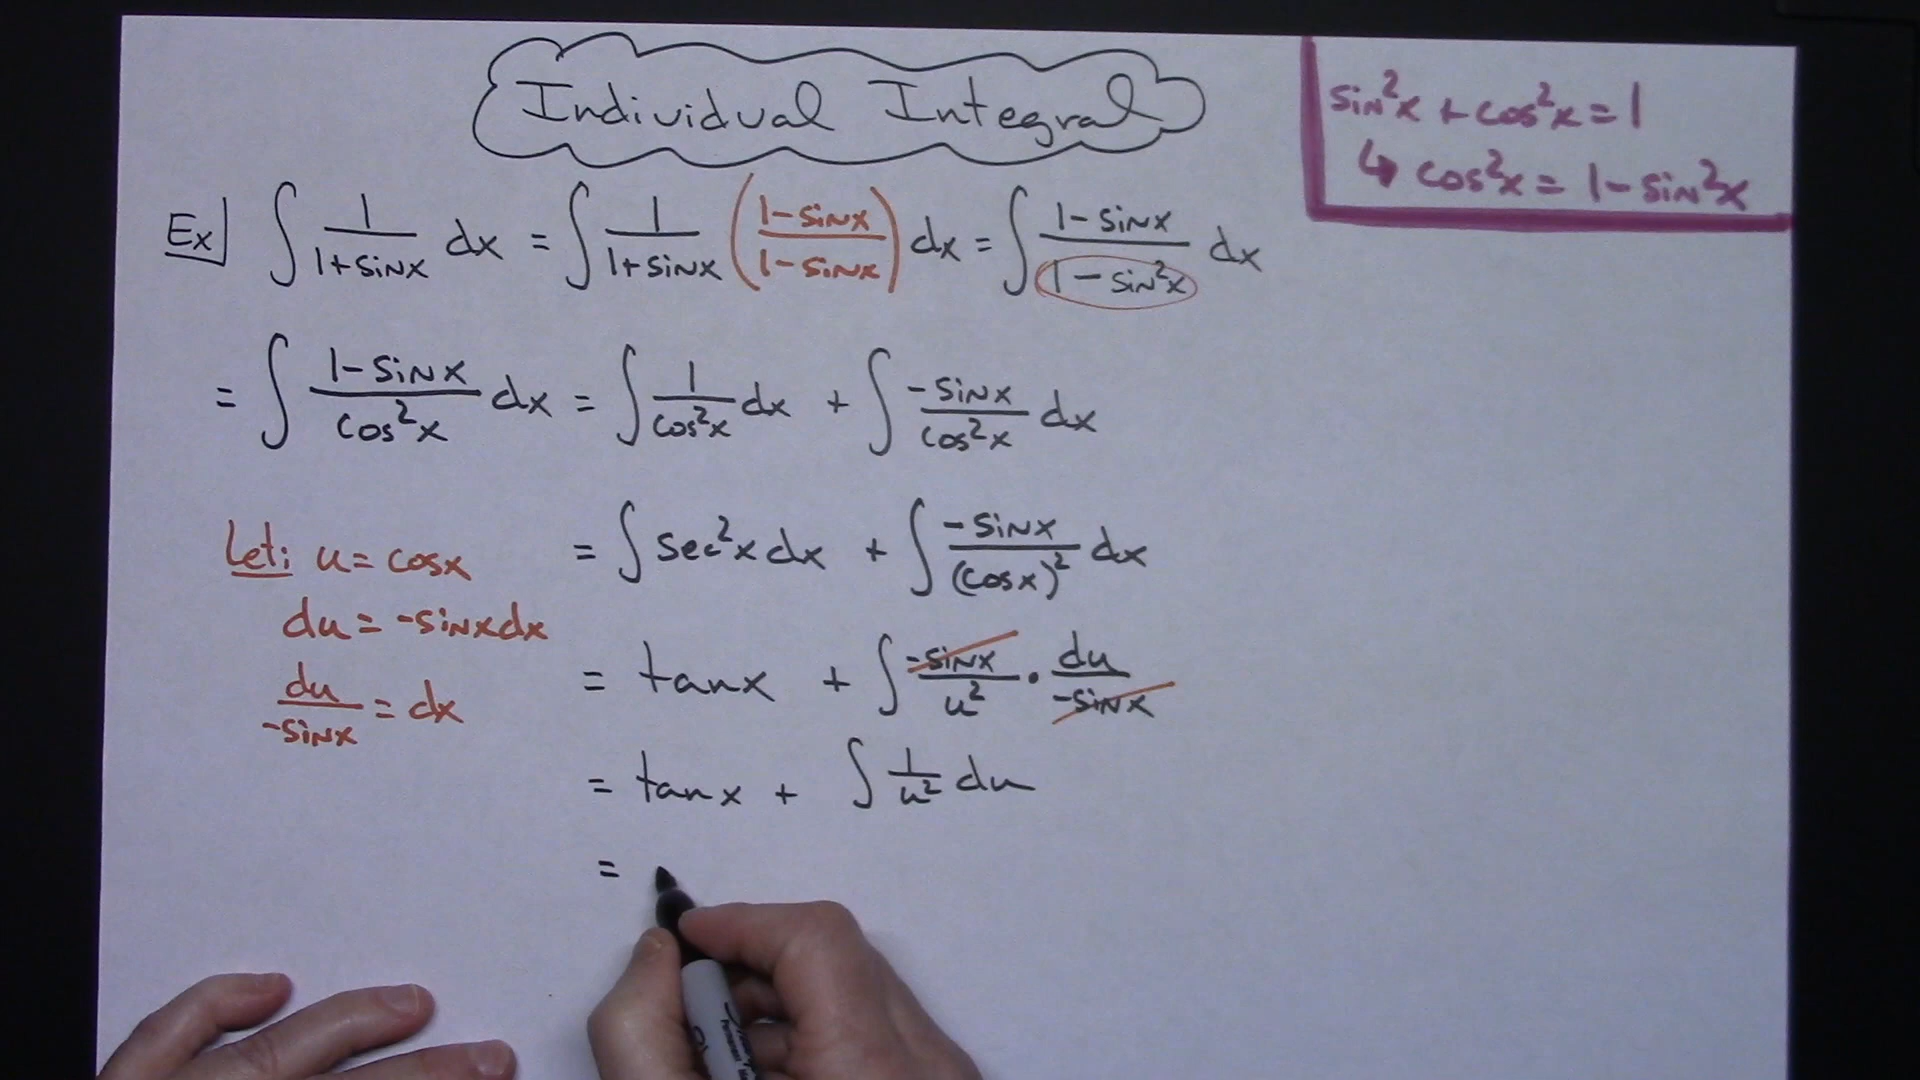 Individual Integral
sin²x + cos²x = 1
↳ cos²x = 1 - sin²x
Ex ∫ 1/(1+sinx) dx = ∫ 1/(1+sinx) ((1-sinx)/(1-sinx)) dx = ∫ (1-sinx)/(1-sin²x) dx
= ∫ (1-sinx)/(cos²x) dx = ∫ 1/(cos²x) dx + ∫ (-sinx)/(cos²x) dx
= ∫ sec²x dx + ∫ (-sinx)/(cosx)² dx
Let: u = cosx
du = -sinxdx
du/(-sinx) = dx
= tanx + ∫ (-sinx)/(u²) · du/(-sinx)
= tanx + ∫ 1/u² du
=